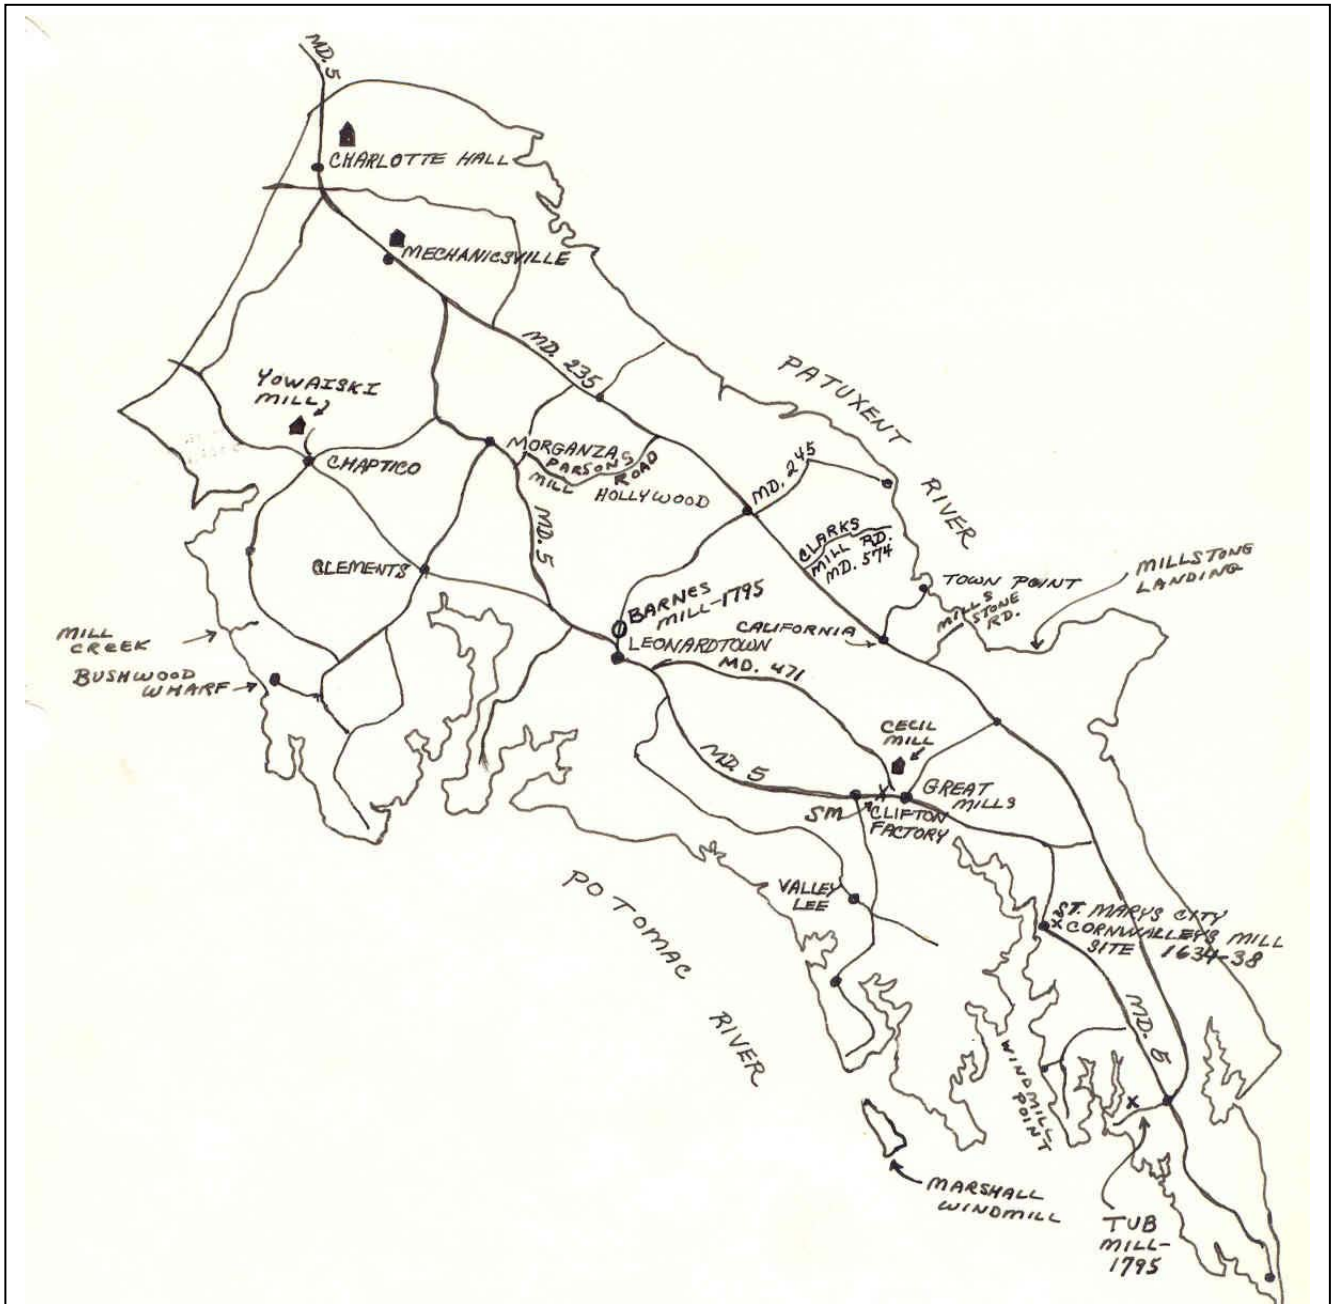 MD. 5
CHARLOTTE HALL
MECHANICSVILLE
MD. 235
PATUXENT
RIVER
YOWAISKI
MILL
CHAPTICO
MORGANZA
PARSONS
MILL
ROAD
HOLLYWOOD
MD. 245
MD. 5
CLARKS
MILL RD.
MD. 574
CLEMENTS
TOWN POINT
MILLSTONE
LANDING
MILLS
STONE
RD.
BARNES
MILL-1795
CALIFORNIA
LEONARDTOWN
MD. 471
MILL
CREEK
BUSHWOOD
WHARF
CECIL
MILL
MD. 5
GREAT
MILLS
SM
CLIFTON
FACTORY
POTOMAC
RIVER
VALLEY
LEE
ST. MARYS CITY
X CORNWALLEYS MILL
SITE 1634-38
MD. 5
WINDMILL
POINT
X
MARSHALL
WINDMILL
TUB
MILL-
1795